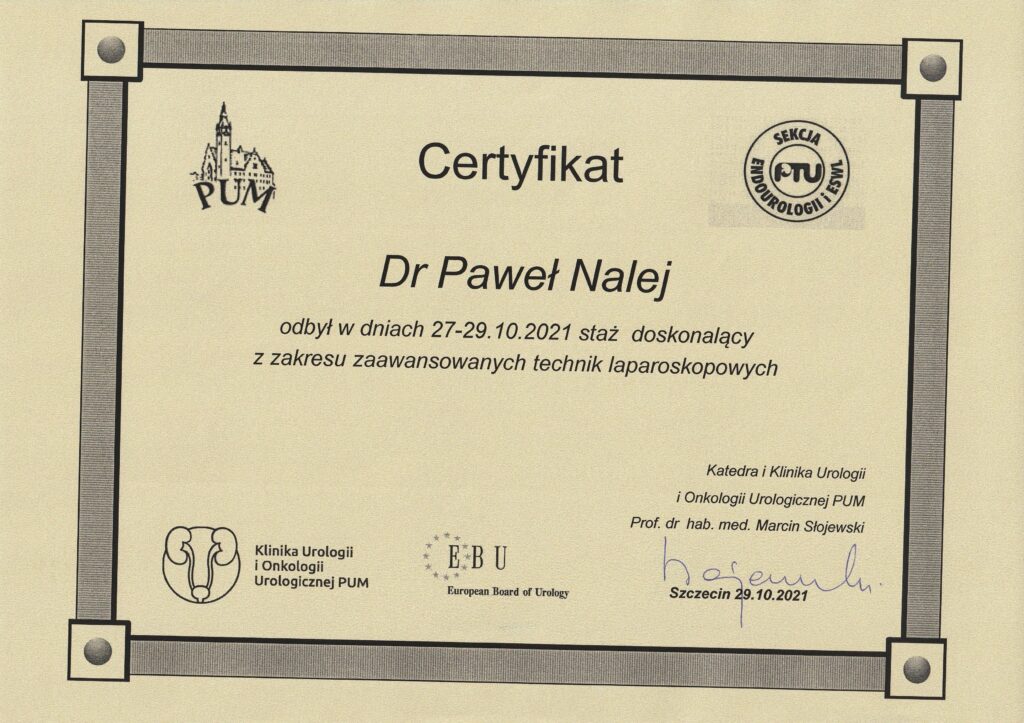 PUM
Certyfikat
SEKCJA
PTU
ENDOUROLOGII i ESWL
Dr Paweł Nalej
odbył w dniach 27-29.10.2021 staż doskonalący
z zakresu zaawansowanych technik laparoskopowych
Katedra i Klinika Urologii
i Onkologii Urologicznej PUM
Prof. dr hab. med. Marcin Słojewski
Klinika Urologii
i Onkologii
Urologicznej PUM
EBU
European Board of Urology
Szczecin 29.10.2021